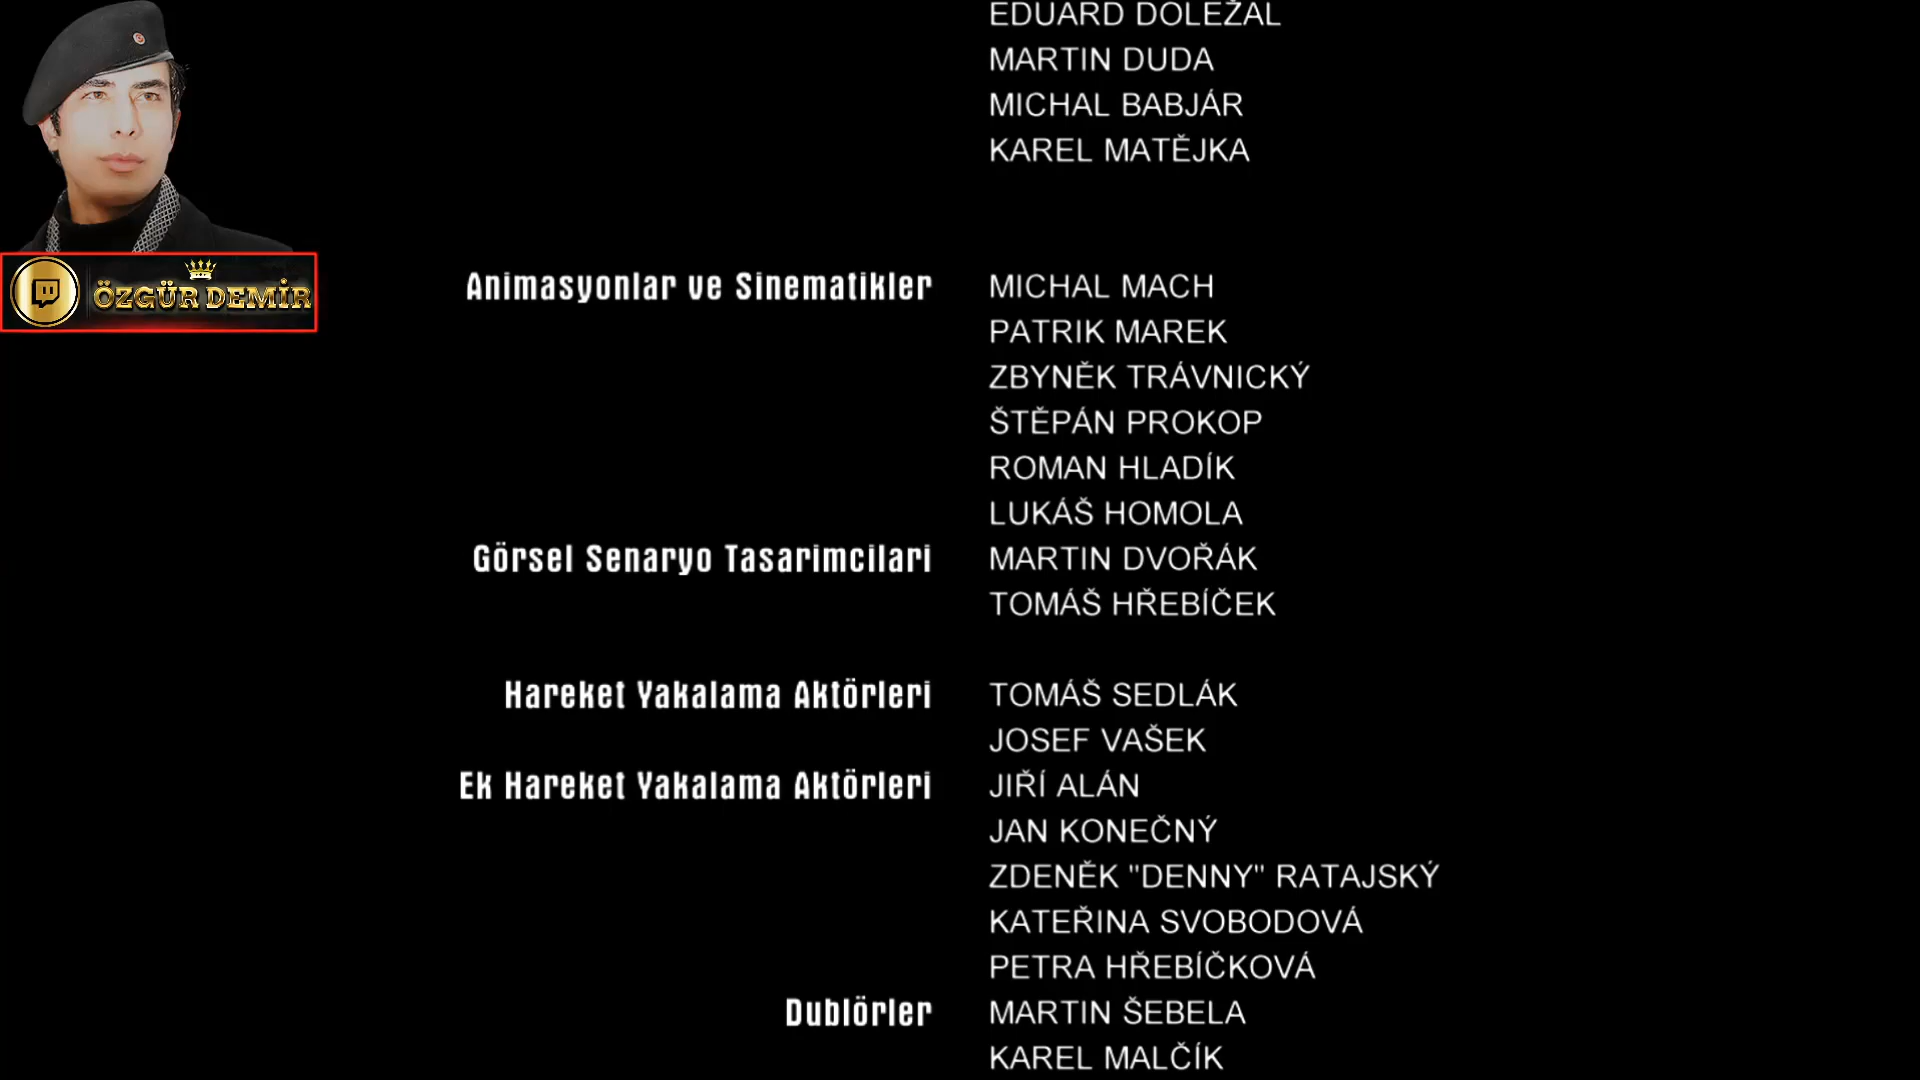 EDUARD DOLEŽAL
MARTIN DUDA
MICHAL BABJÁR
KAREL MATĚJKA
ÖZGÜR DEMİR
Animasyonlar ve Sinematikler MICHAL MACH
PATRIK MAREK
ZBYNĚK TRÁVNICKÝ
ŠTĚPÁN PROKOP
ROMAN HLADÍK
LUKÁŠ HOMOLA
Görsel Senaryo Tasarimcilari MARTIN DVOŘÁK
TOMÁŠ HŘEBÍČEK
Hareket Yakalama Aktörleri TOMÁŠ SEDLÁK
JOSEF VAŠEK
Ek Hareket Yakalama Aktörleri JIŘÍ ALÁN
JAN KONEČNÝ
ZDENĚK "DENNY" RATAJSKÝ
KATEŘINA SVOBODOVÁ
PETRA HŘEBÍČKOVÁ
Dublörler MARTIN ŠEBELA
KAREL MALČÍK